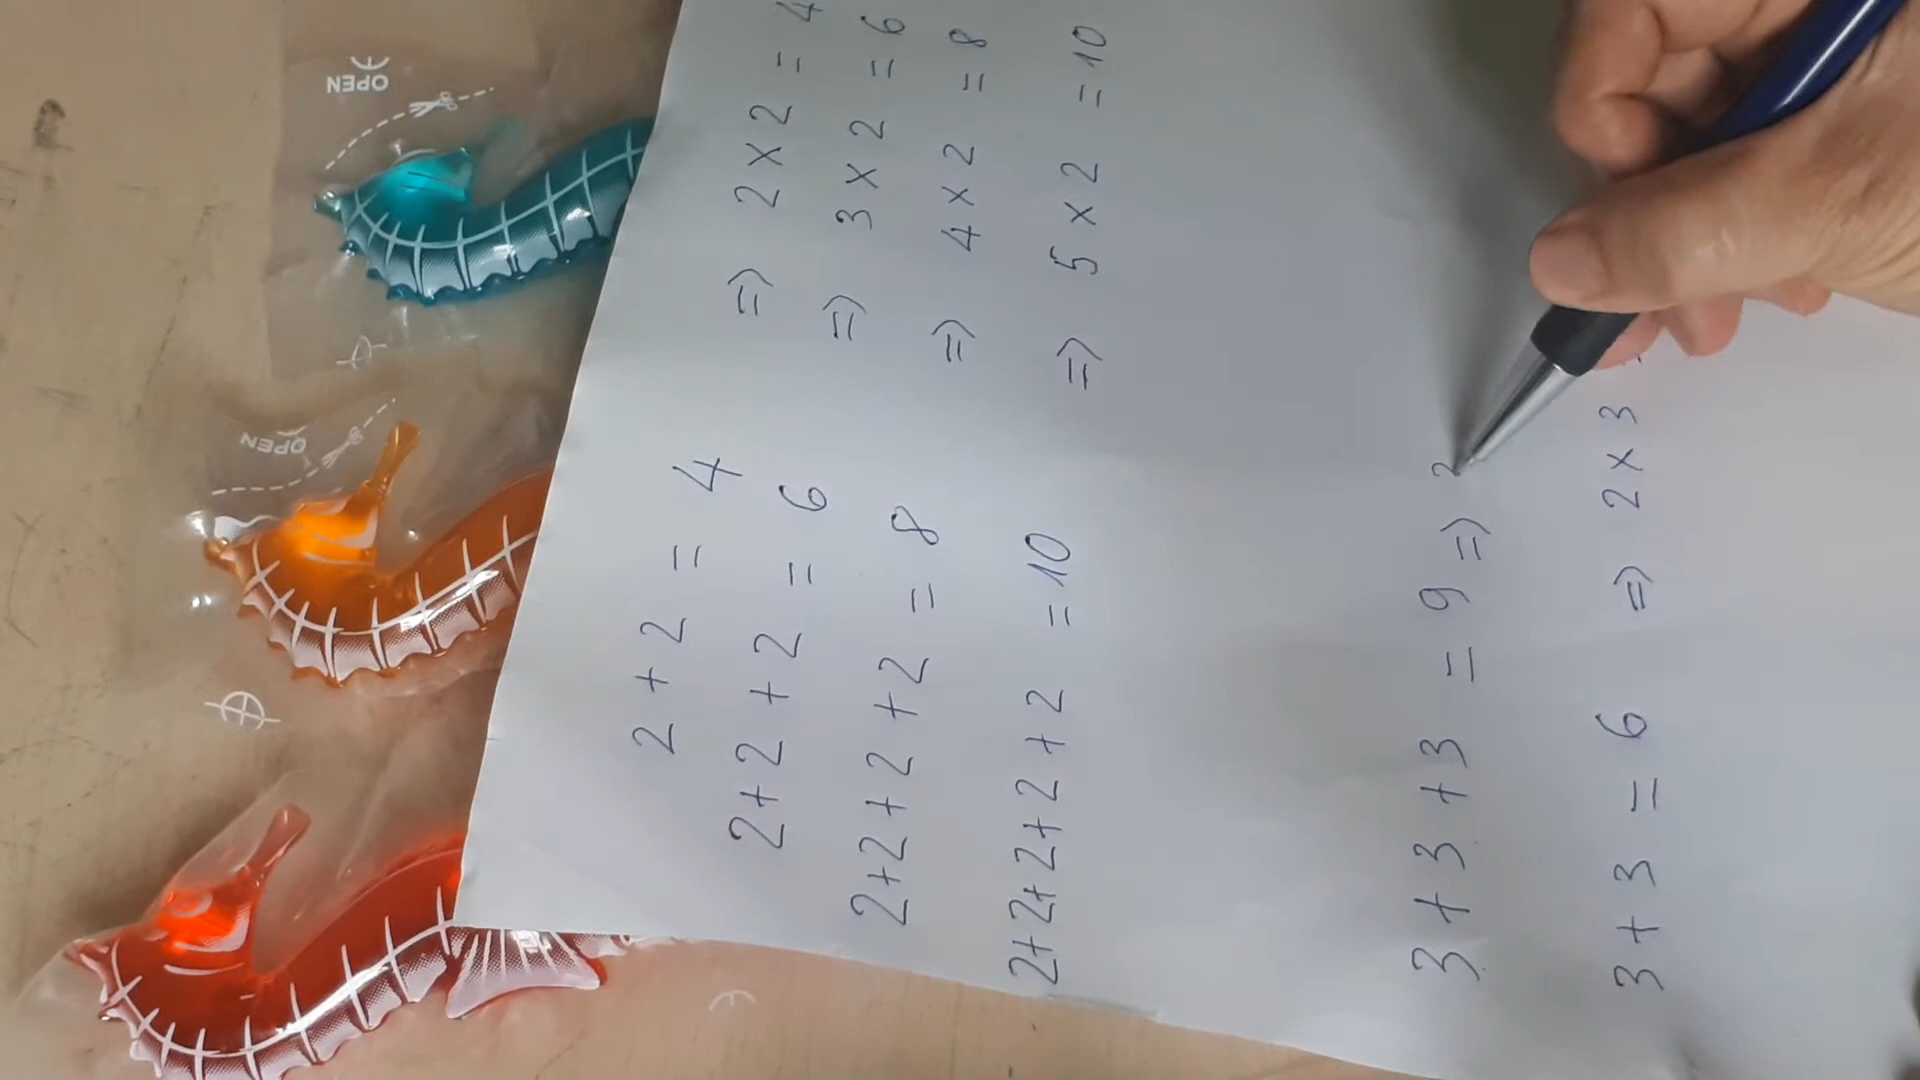 2 + 2 = 4 => 2 x 2 = 4
2 + 2 + 2 = 6 => 3 x 2 = 6
2 + 2 + 2 + 2 = 8 => 4 x 2 = 8
2 + 2 + 2 + 2 + 2 = 10 => 5 x 2 = 10
3 + 3 + 3 = 9 =>
3 + 3 = 6 => 2 x 3
OPEN
OPEN